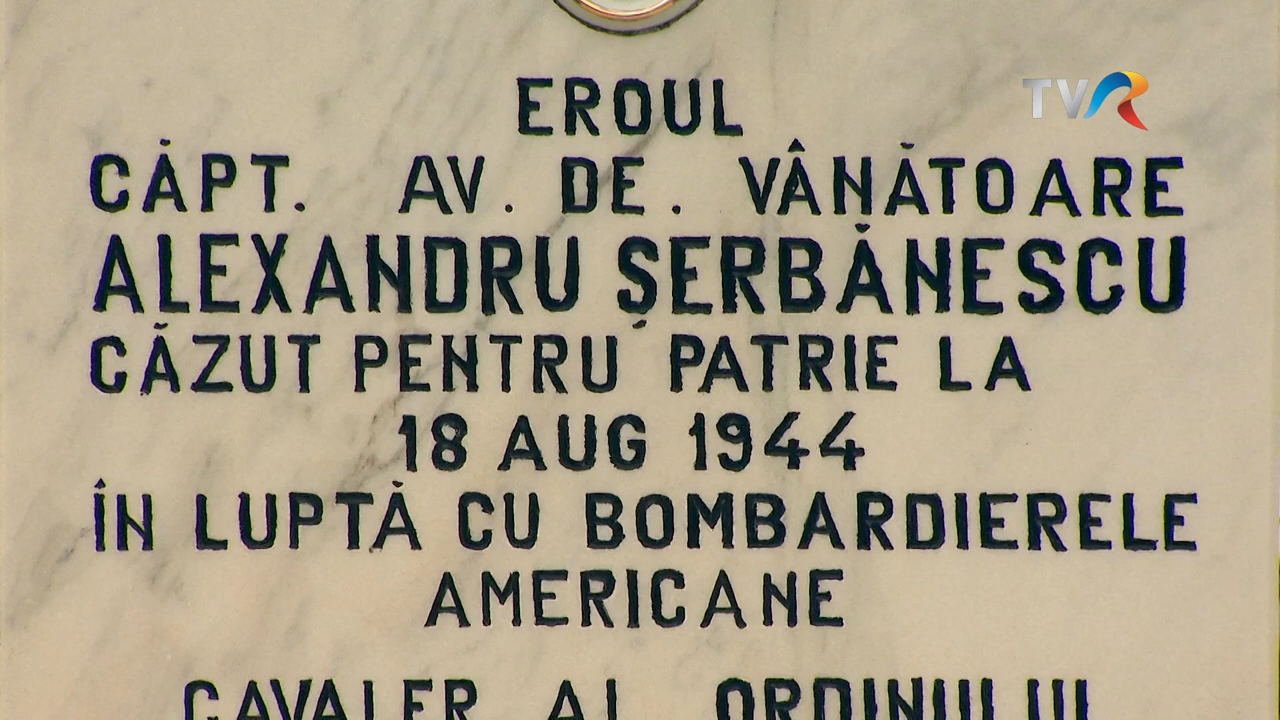 EROUL
TVR
CĂPT. AV. DE. VÂNĂTOARE
ALEXANDRU ȘERBĂNESCU
CĂZUT PENTRU PATRIE LA
18 AUG 1944
ÎN LUPTĂ CU BOMBARDIERELE
AMERICANE
CAVALER AL ORDINULUI